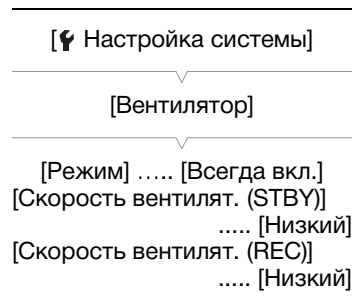 [Настройка системы]
[Вентилятор]
[Режим] ..... [Всегда вкл.]
[Скорость вентилят. (STBY)]
..... [Низкий]
[Скорость вентилят. (REC)]
..... [Низкий]